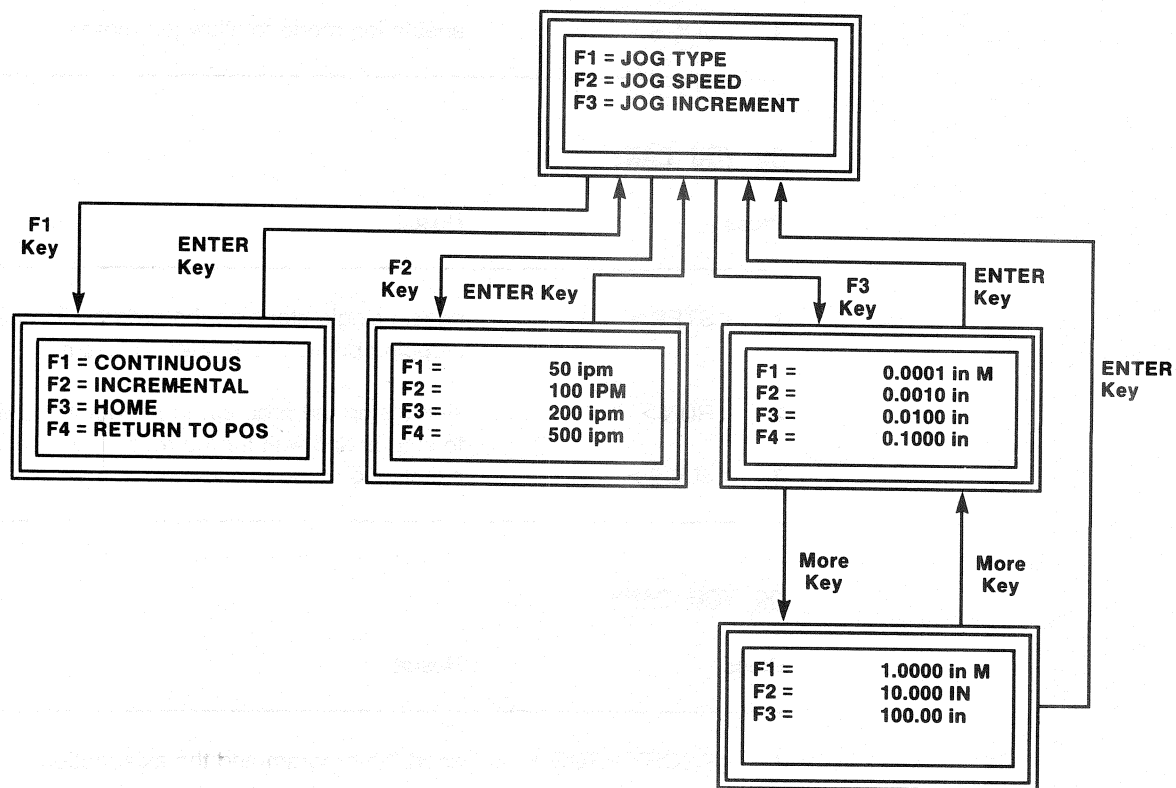 F1 = JOG TYPE
F2 = JOG SPEED
F3 = JOG INCREMENT
F1
Key
ENTER
Key
F2
Key
ENTER Key
F3
Key
ENTER
Key
ENTER
Key
F1 = CONTINUOUS
F2 = INCREMENTAL
F3 = HOME
F4 = RETURN TO POS
F1 = 50 ipm
F2 = 100 IPM
F3 = 200 ipm
F4 = 500 ipm
F1 = 0.0001 in M
F2 = 0.0010 in
F3 = 0.0100 in
F4 = 0.1000 in
More
Key
More
Key
F1 = 1.0000 in M
F2 = 10.000 IN
F3 = 100.00 in